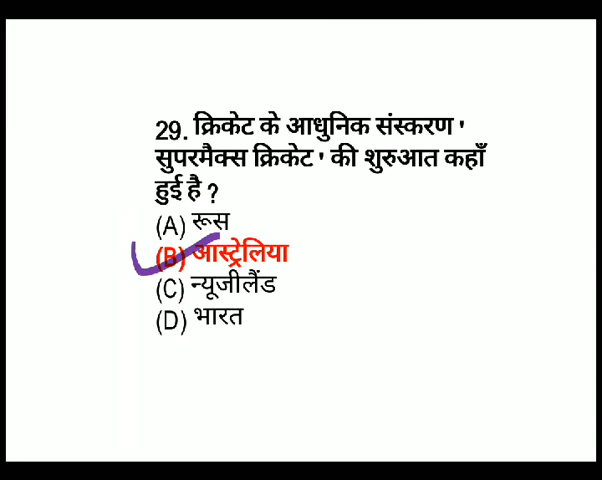 29. क्रिकेट के आधुनिक संस्करण '
सुपरमैक्स क्रिकेट ' की शुरुआत कहाँ
हुई है ?
(A) रूस
(B) आस्ट्रेलिया
(C) न्यूजीलैंड
(D) भारत